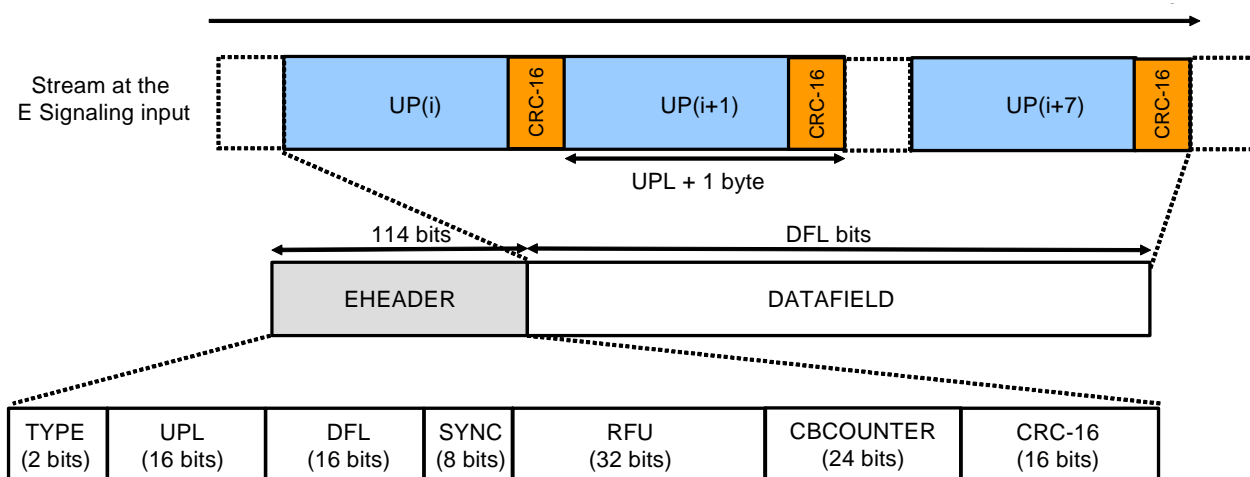 Stream at the
E Signaling input
UP(i)
CRC-16
UP(i+1)
CRC-16
UP(i+7)
CRC-16
UPL + 1 byte
114 bits
DFL bits
EHEADER
DATAFIELD
TYPE
(2 bits)
UPL
(16 bits)
DFL
(16 bits)
SYNC
(8 bits)
RFU
(32 bits)
CBCOUNTER
(24 bits)
CRC-16
(16 bits)